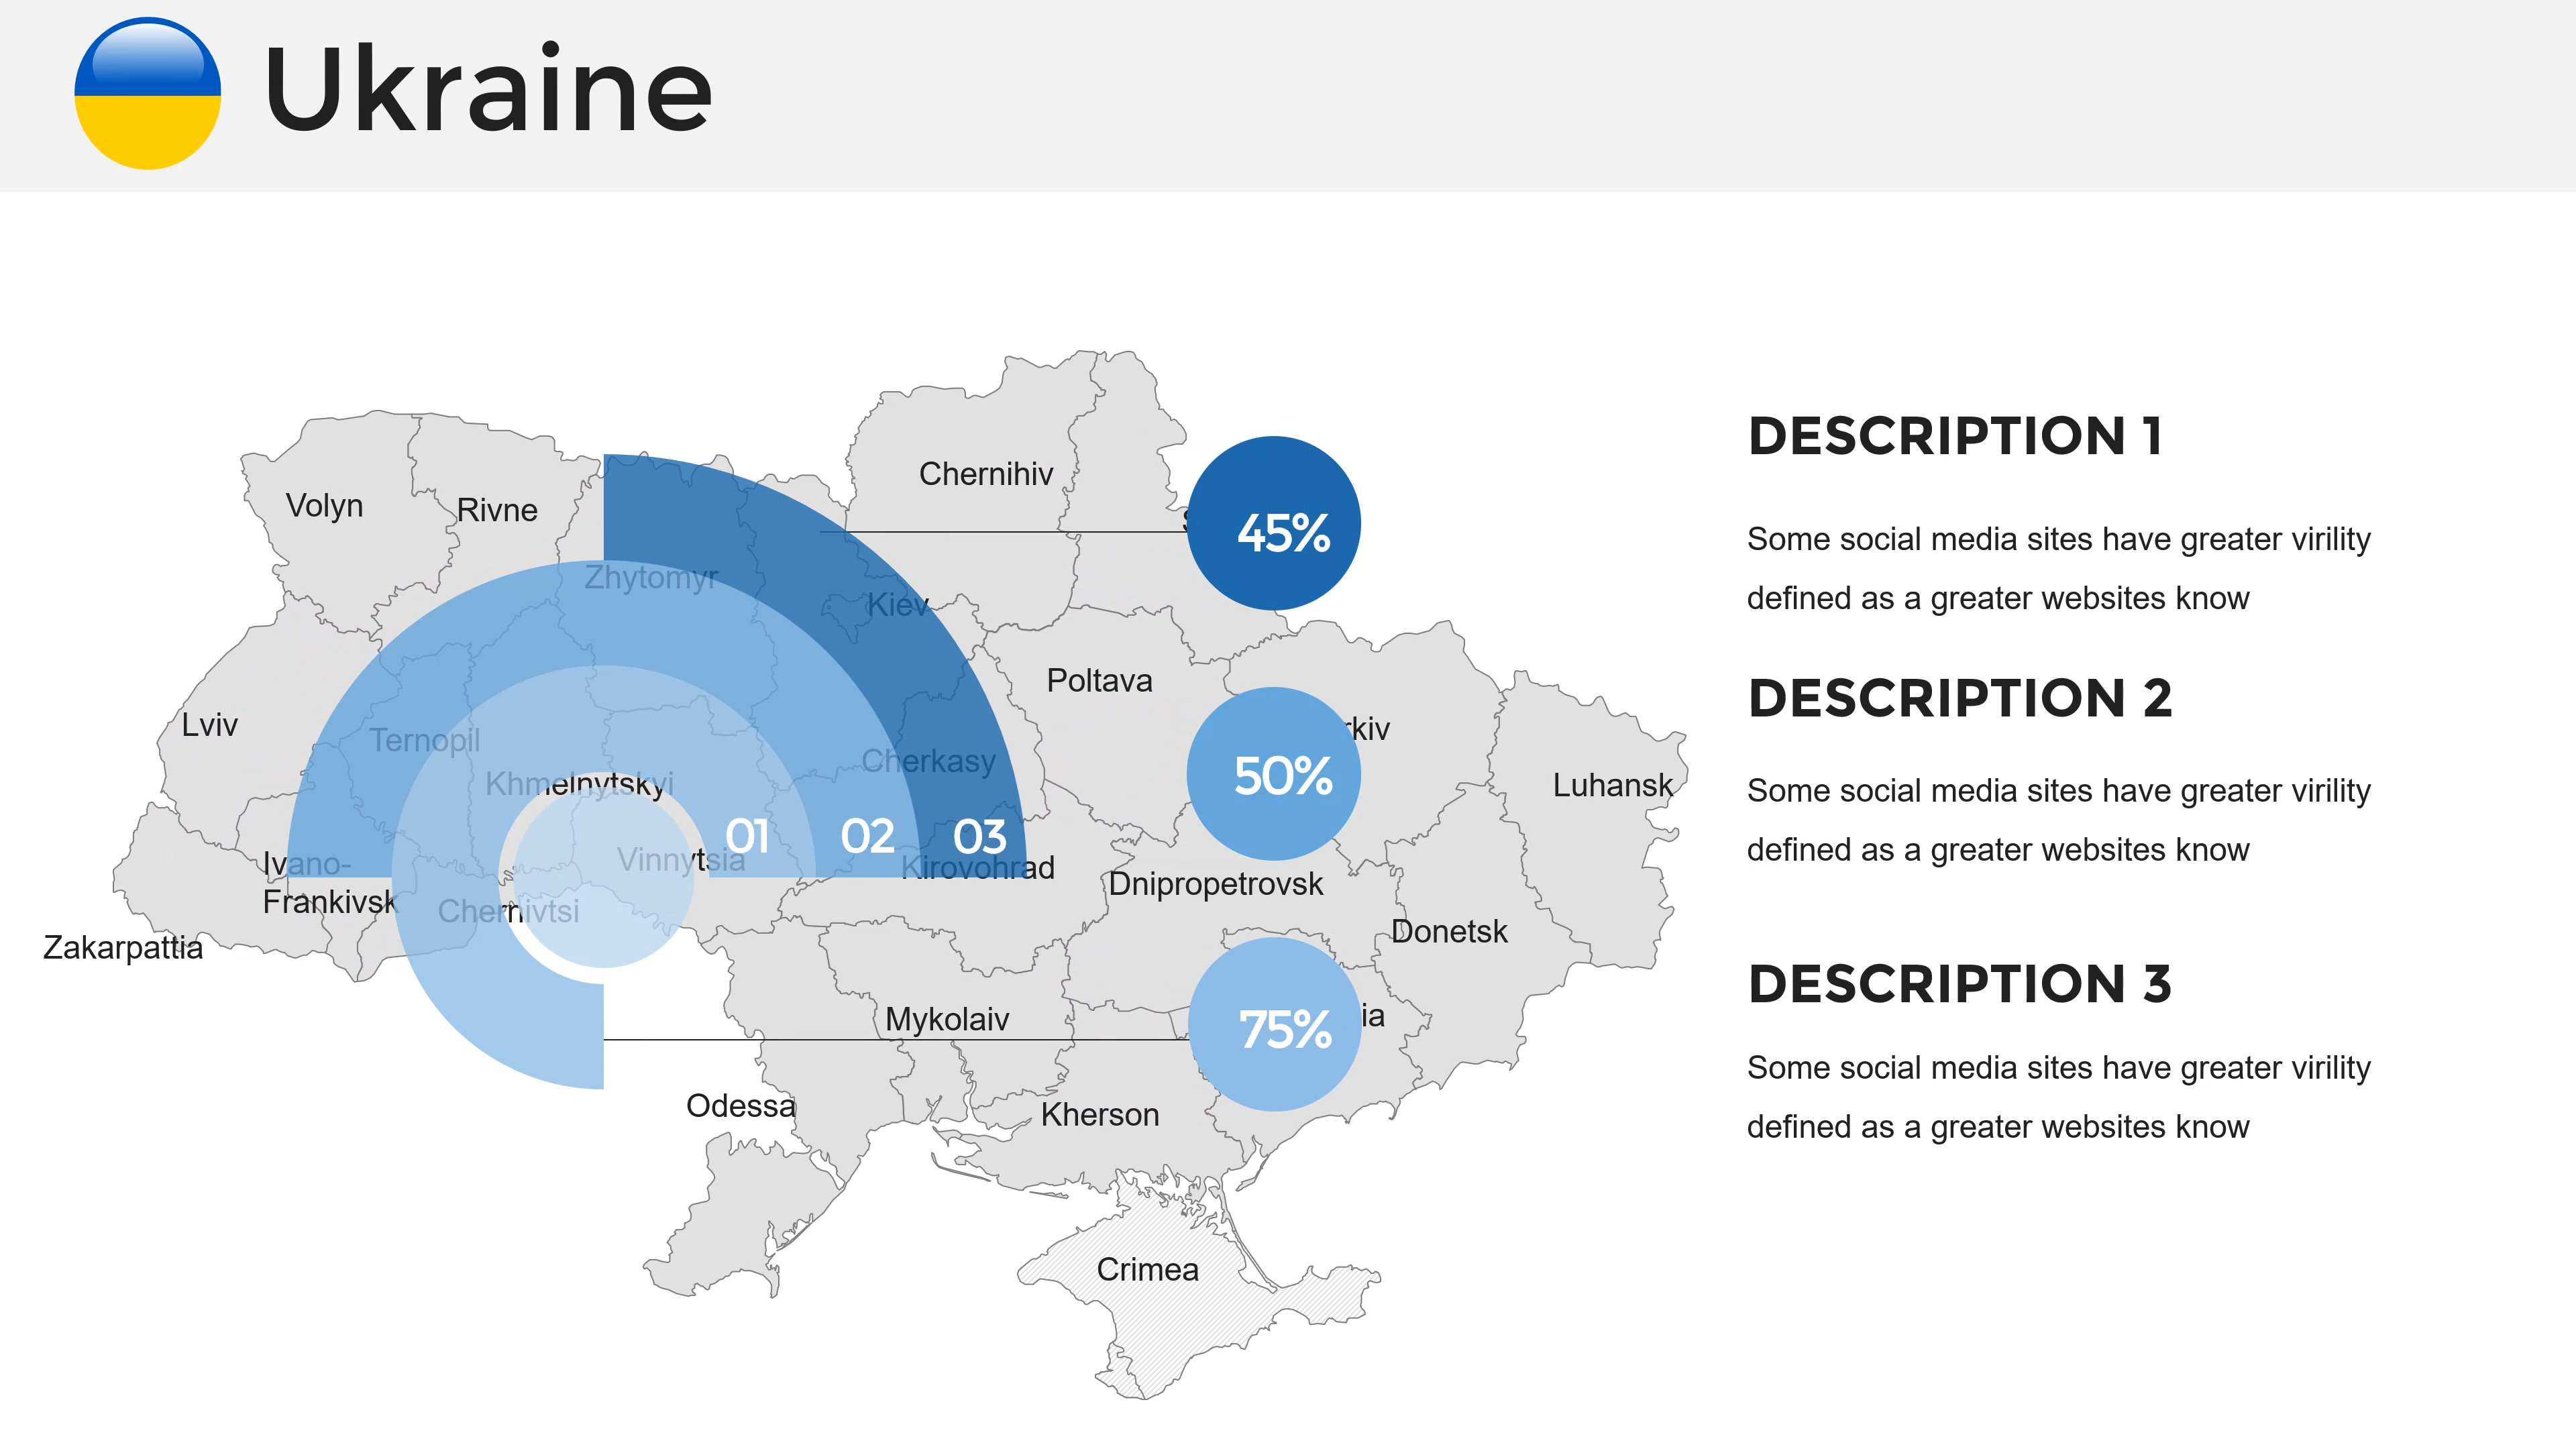 Ukraine
Chernihiv
Volyn
Rivne
45%
Zhytomyr
Kiev
Poltava
Lviv
rkiv
Ternopil
Cherkasy
50%
Khmelnytskyi
Luhansk
01
02
03
Vinnytsia
Ivano-
Frankivsk
Kirovohrad
Dnipropetrovsk
Chernivtsi
Donetsk
Zakarpattia
Mykolaiv
75%
ia
Odessa
Kherson
Crimea
DESCRIPTION 1
Some social media sites have greater virility
defined as a greater websites know
DESCRIPTION 2
Some social media sites have greater virility
defined as a greater websites know
DESCRIPTION 3
Some social media sites have greater virility
defined as a greater websites know